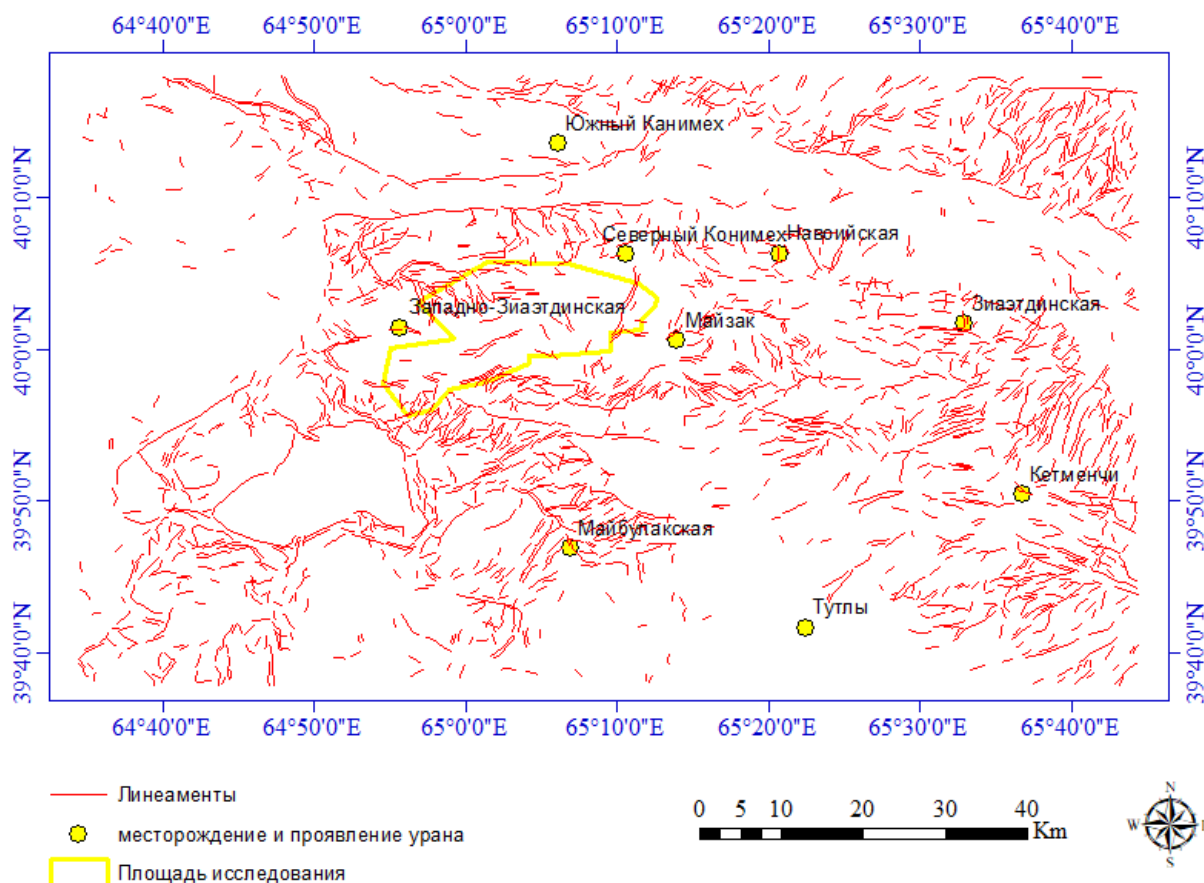 64°40'0"E 64°50'0"E 65°0'0"E 65°10'0"E 65°20'0"E 65°30'0"E 65°40'0"E
Южный Канимех
40°10'0"N 40°10'0"N
Северный Конимех Навоийская
Западно-Зиаэтдинская Зиаэтдинская
Майзак
40°0'0"N 40°0'0"N
Кетменчи
39°50'0"N 39°50'0"N
Майбулакская
Тутлы
39°40'0"N 39°40'0"N
64°40'0"E 64°50'0"E 65°0'0"E 65°10'0"E 65°20'0"E 65°30'0"E 65°40'0"E
Линеаменты
месторождение и проявление урана
Площадь исследования
0 5 10 20 30 40
Km
N
W
S